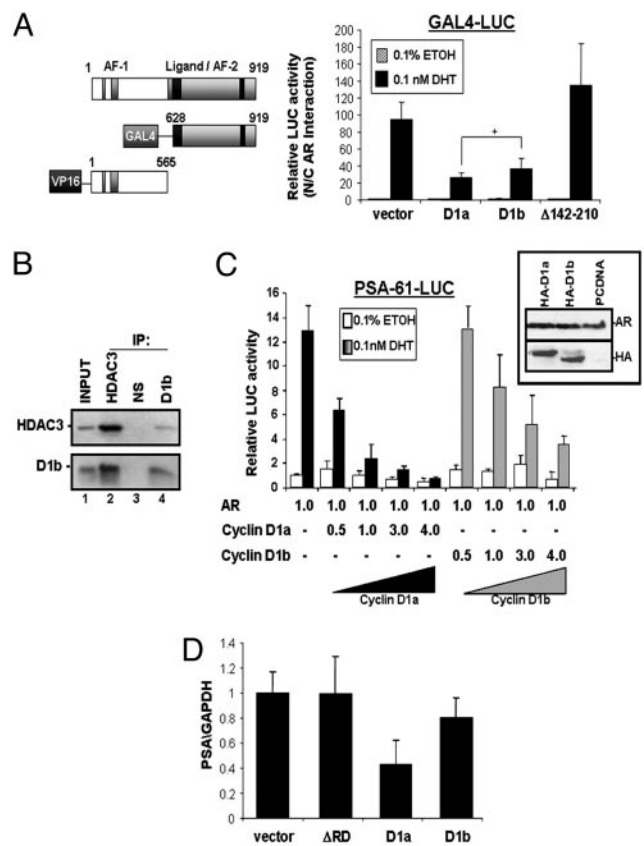 A
1 AF-1 Ligand / AF-2 919
628 919
GAL4
1 565
VP16
GAL4-LUC
0.1% ETOH
0.1 nM DHT
Relative LUC activity
(N/C AR Interaction)
200
180
160
140
120
100
80
60
40
20
0
+
vector D1a D1b Δ142-210
B
IP:
INPUT HDAC3 NS D1b
HDAC3
D1b
1 2 3 4
C
PSA-61-LUC
0.1% ETOH
0.1nM DHT
Relative LUC activity
16
14
12
10
8
6
4
2
0
HA-D1a HA-D1b PCDNA
AR
HA
AR 1.0 1.0 1.0 1.0 1.0 1.0 1.0 1.0 1.0
Cyclin D1a - 0.5 1.0 3.0 4.0 - - - -
Cyclin D1b - - - - - 0.5 1.0 3.0 4.0
Cyclin D1a Cyclin D1b
D
PSA\GAPDH
1.4
1.2
1
0.8
0.6
0.4
0.2
0
vector ΔRD D1a D1b